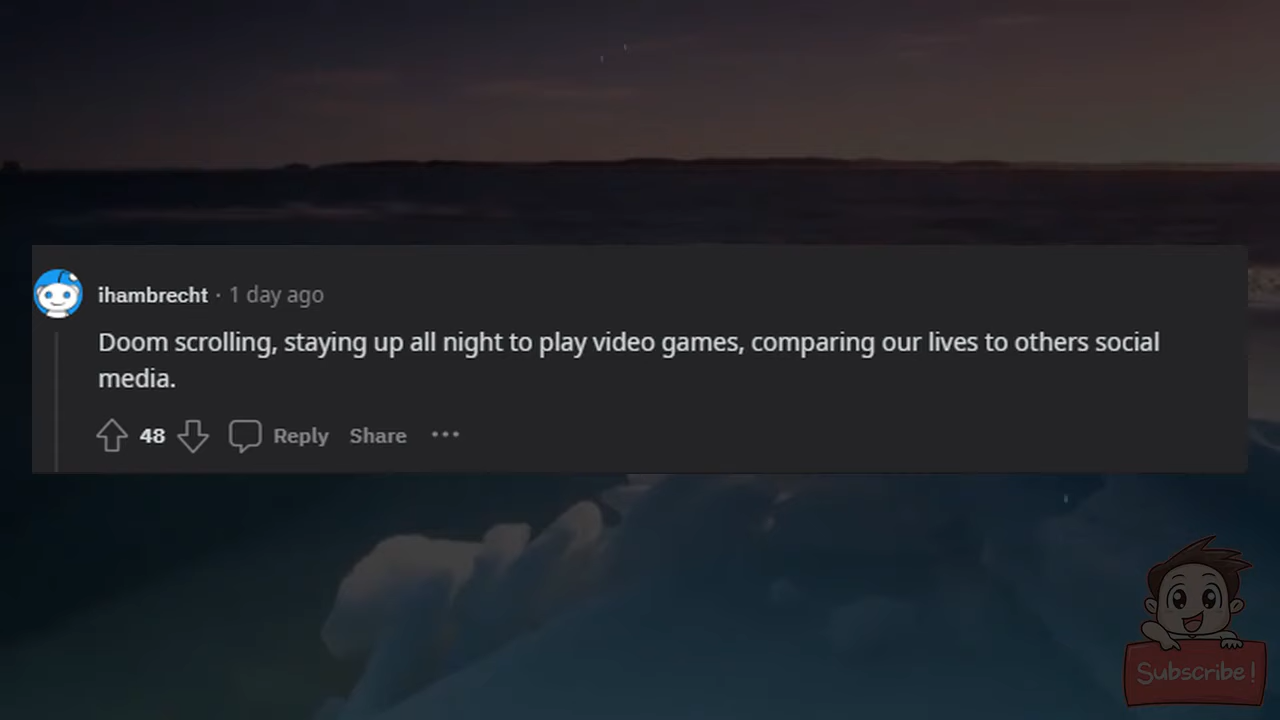 ihambrecht · 1 day ago
Doom scrolling, staying up all night to play video games, comparing our lives to others social
media.
48 Reply Share ···
Subscribe!